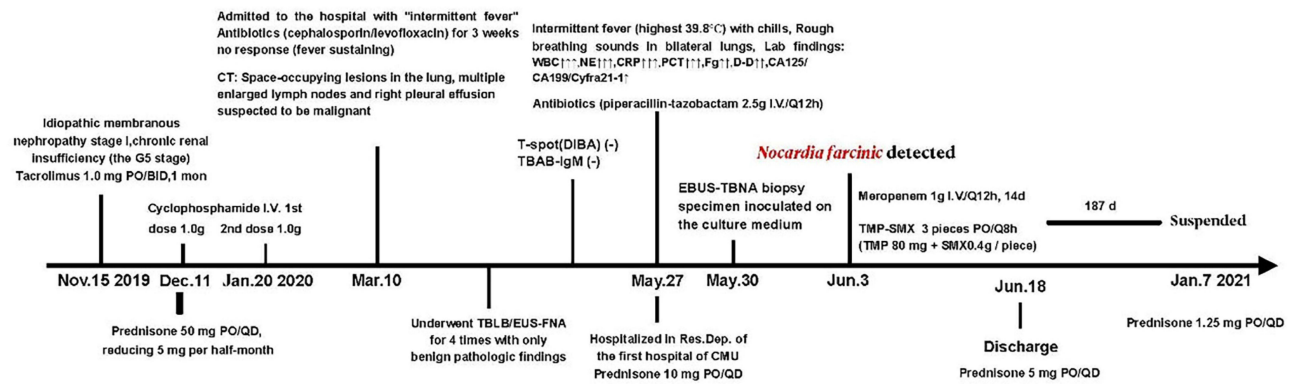 Idiopathic membranous
nephropathy stage I,chronic renal
insufficiency (the G5 stage)
Tacrolimus 1.0 mg PO/BID,1 mon
Cyclophosphamide I.V. 1st
dose 1.0g 2nd dose 1.0g
Admitted to the hospital with "intermittent fever"
Antibiotics (cephalosporin/levofloxacin) for 3 weeks
no response (fever sustaining)
CT: Space-occupying lesions in the lung, multiple
enlarged lymph nodes and right pleural effusion
suspected to be malignant
T-spot(DIBA) (-)
TBAB-IgM (-)
Intermittent fever (highest 39.8℃) with chills, Rough
breathing sounds in bilateral lungs, Lab findings:
WBC↑↑↑,NE↑↑↑,CRP↑↑↑,PCT↑↑↑,Fg↑↑,D-D↑↑,CA125/
CA199/Cyfra21-1↑
Antibiotics (piperacillin-tazobactam 2.5g I.V./Q12h)
EBUS-TBNA biopsy
specimen inoculated on
the culture medium
Nocardia farcinic detected
Meropenem 1g I.V/Q12h, 14d
TMP-SMX 3 pieces PO/Q8h
(TMP 80 mg + SMX0.4g / piece)
187 d
Suspended
Nov.15 2019 Dec.11 Jan.20 2020 Mar.10 May.27 May.30 Jun.3 Jun.18 Jan.7 2021
Prednisone 50 mg PO/QD,
reducing 5 mg per half-month
Underwent TBLB/EUS-FNA
for 4 times with only
benign pathologic findings
Hospitalized in Res.Dep. of
the first hospital of CMU
Prednisone 10 mg PO/QD
Discharge
Prednisone 5 mg PO/QD
Prednisone 1.25 mg PO/QD